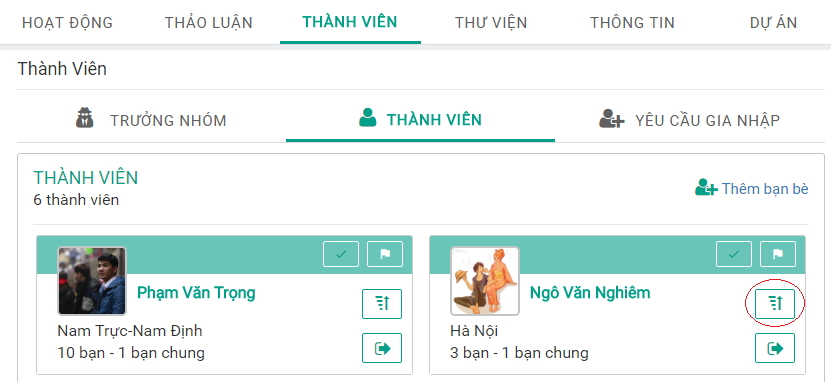 HOẠT ĐỘNG THẢO LUẬN THÀNH VIÊN THƯ VIỆN THÔNG TIN DỰ ÁN
Thành Viên
TRƯỞNG NHÓM THÀNH VIÊN YÊU CẦU GIA NHẬP
THÀNH VIÊN
6 thành viên
Thêm bạn bè
Phạm Văn Trọng
Nam Trực-Nam Định
10 bạn - 1 bạn chung
Ngô Văn Nghiêm
Hà Nội
3 bạn - 1 bạn chung